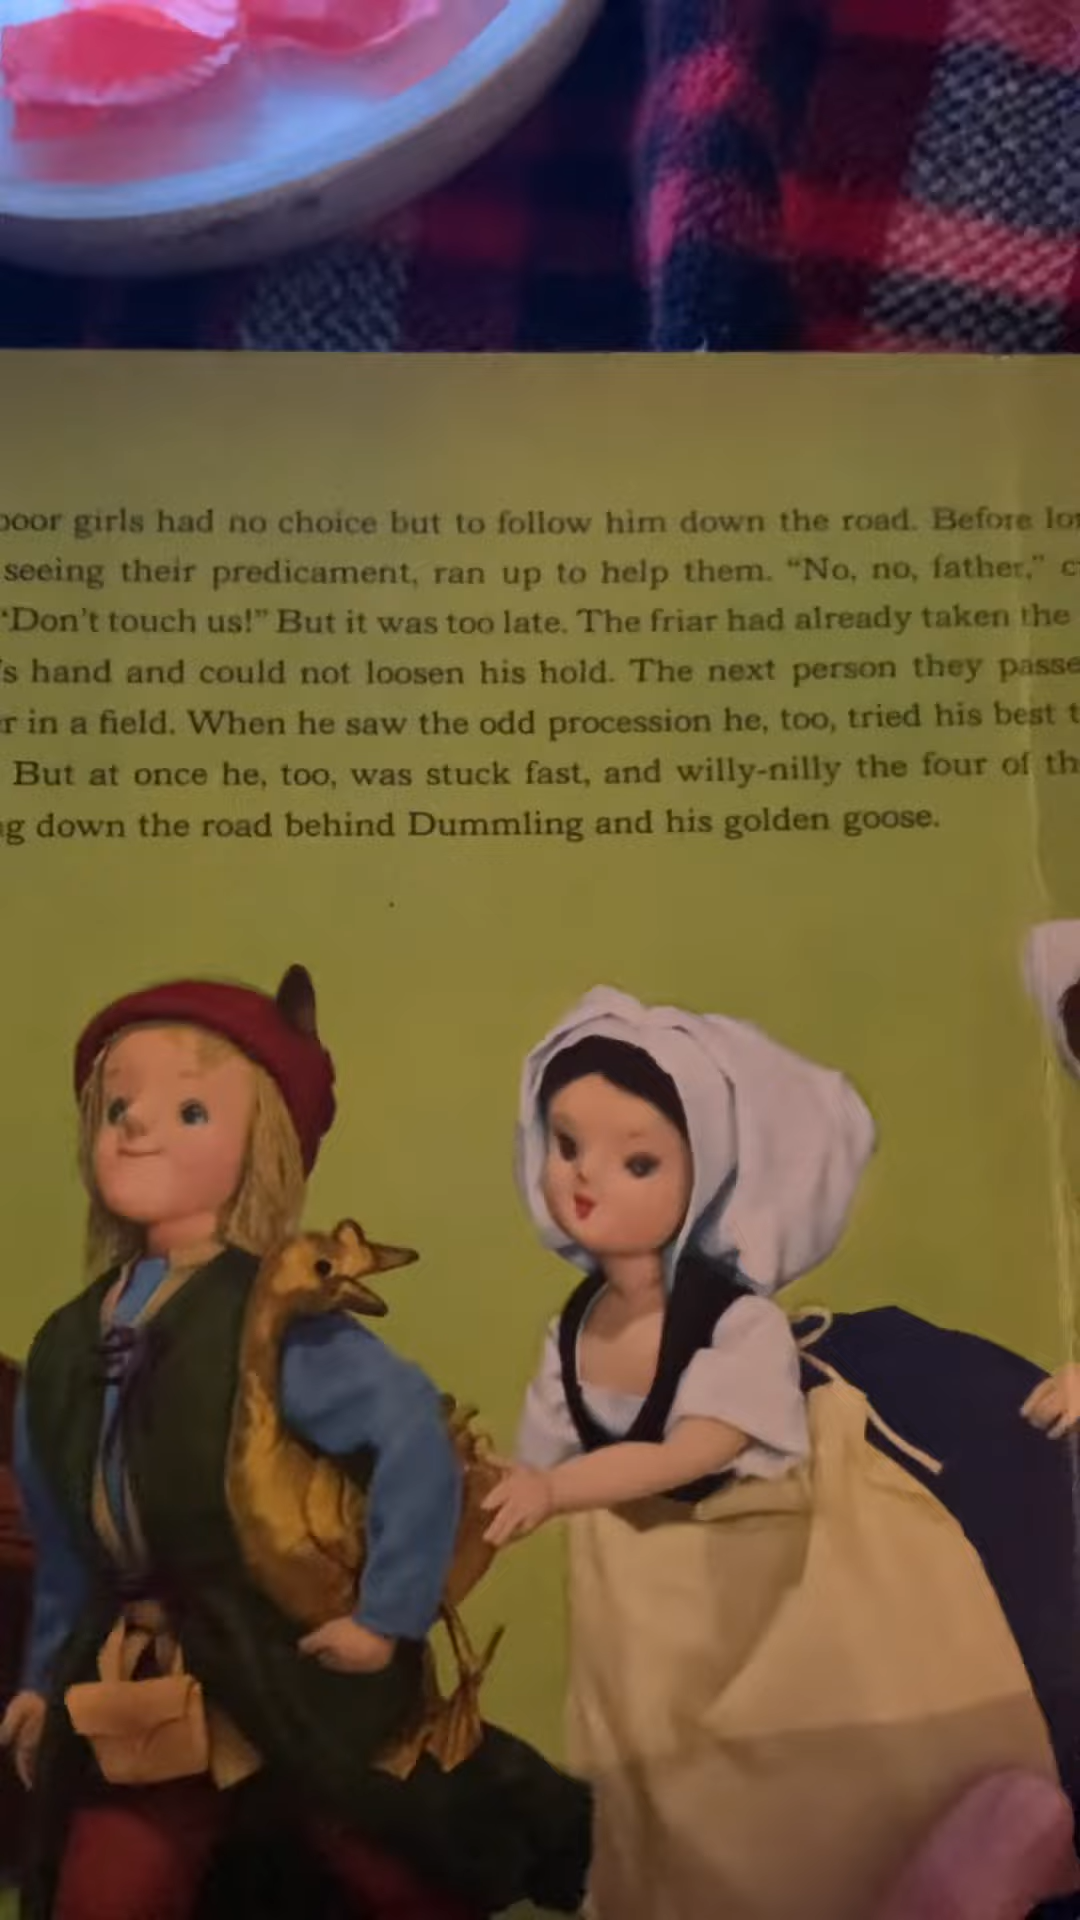 poor girls had no choice but to follow him down the road. Before
seeing their predicament, ran up to help them. “No, no, father,”
“Don't touch us!” But it was too late. The friar had already taken the
's hand and could not loosen his hold. The next person they
in a field. When he saw the odd procession he, too, tried his best
But at once he, too, was stuck fast, and willy-nilly the four of
down the road behind Dummling and his golden goose.